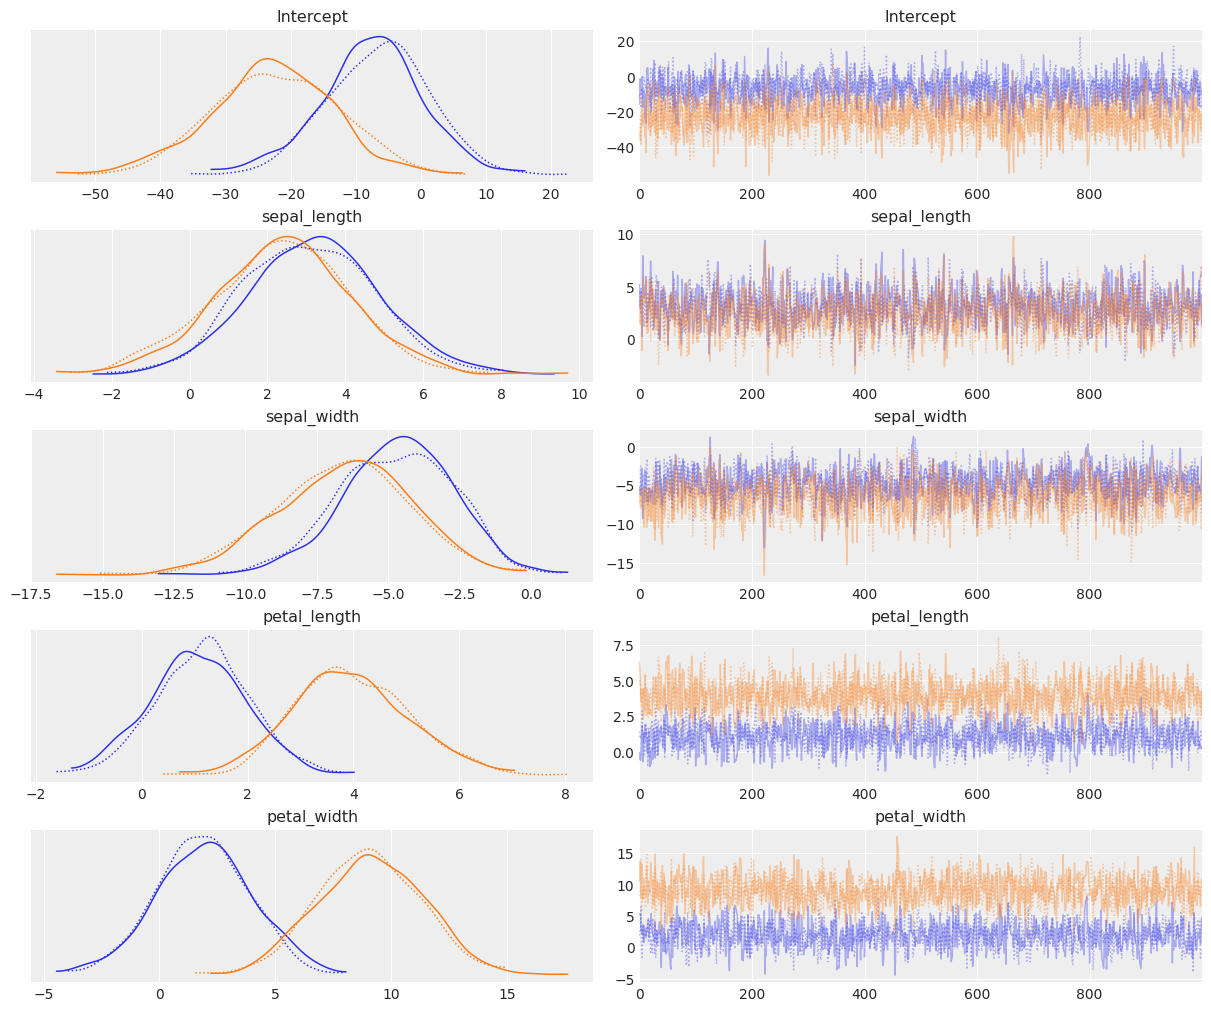 Intercept
−50 −40 −30 −20 −10 0 10 20
Intercept
20
0
−20
−40
0 200 400 600 800
sepal_length
−4 −2 0 2 4 6 8 10
sepal_length
10
5
0
0 200 400 600 800
sepal_width
−17.5 −15.0 −12.5 −10.0 −7.5 −5.0 −2.5 0.0
sepal_width
0
−5
−10
−15
0 200 400 600 800
petal_length
−2 0 2 4 6 8
petal_length
7.5
5.0
2.5
0.0
0 200 400 600 800
petal_width
−5 0 5 10 15
petal_width
15
10
5
0
−5
0 200 400 600 800